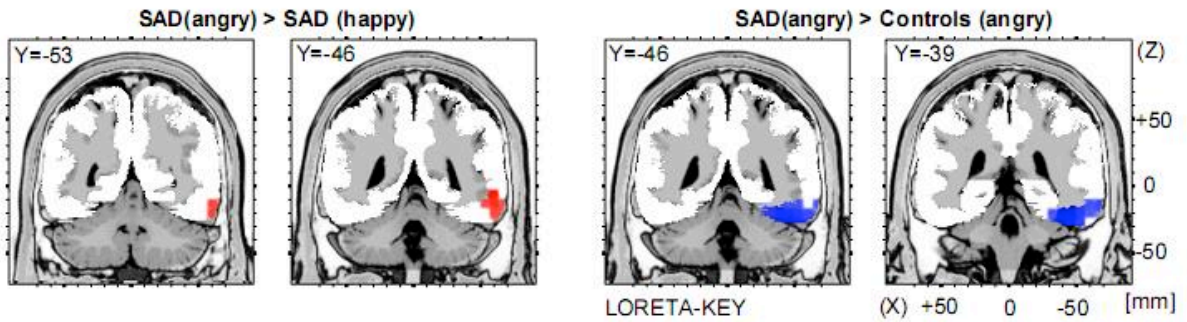 SAD(angry) > SAD (happy) SAD(angry) > Controls (angry)
Y=-53 Y=-46 Y=-46 Y=-39 (Z)
+50
0
-50
LORETA-KEY (X) +50 0 -50 [mm]